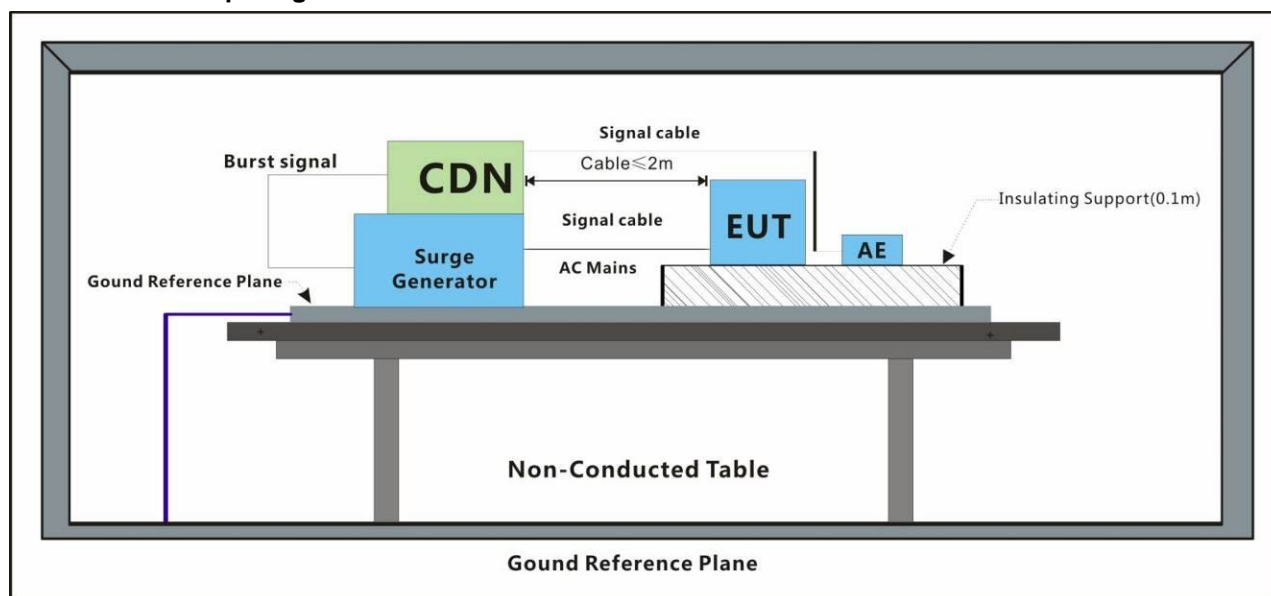 Signal cable
Burst signal
Cable≤2m
CDN
Insulating Support(0.1m)
Signal cable
EUT
AE
Surge
Generator
AC Mains
Gound Reference Plane
Non-Conducted Table
Gound Reference Plane